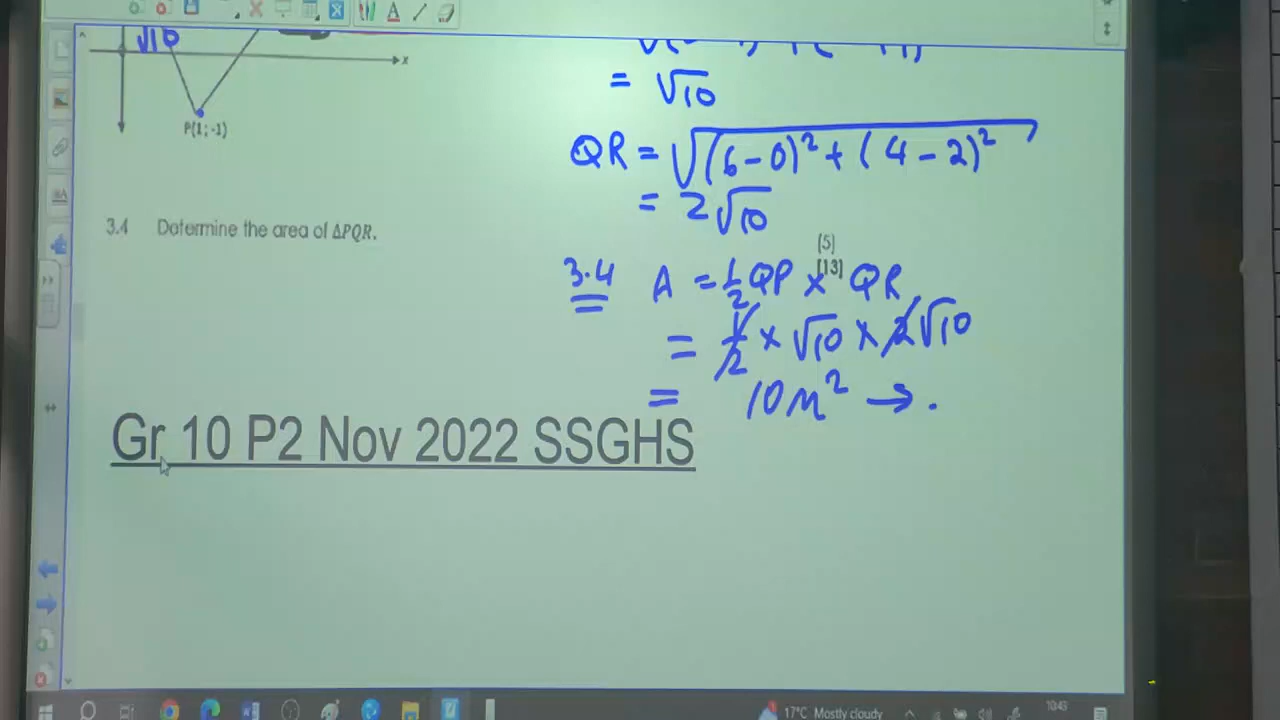 √10
x
P(1; -1)
= √10
QR = √(6-0)² + (4-2)²
= 2√10
3.4 Determine the area of ΔPQR.
(5)
[13]
3.4 A = 1/2 QP × QR
= 1/2 × √10 × 2√10
= 10 m² → .
Gr 10 P2 Nov 2022 SSGHS
17°C Mostly cloudy
10:43